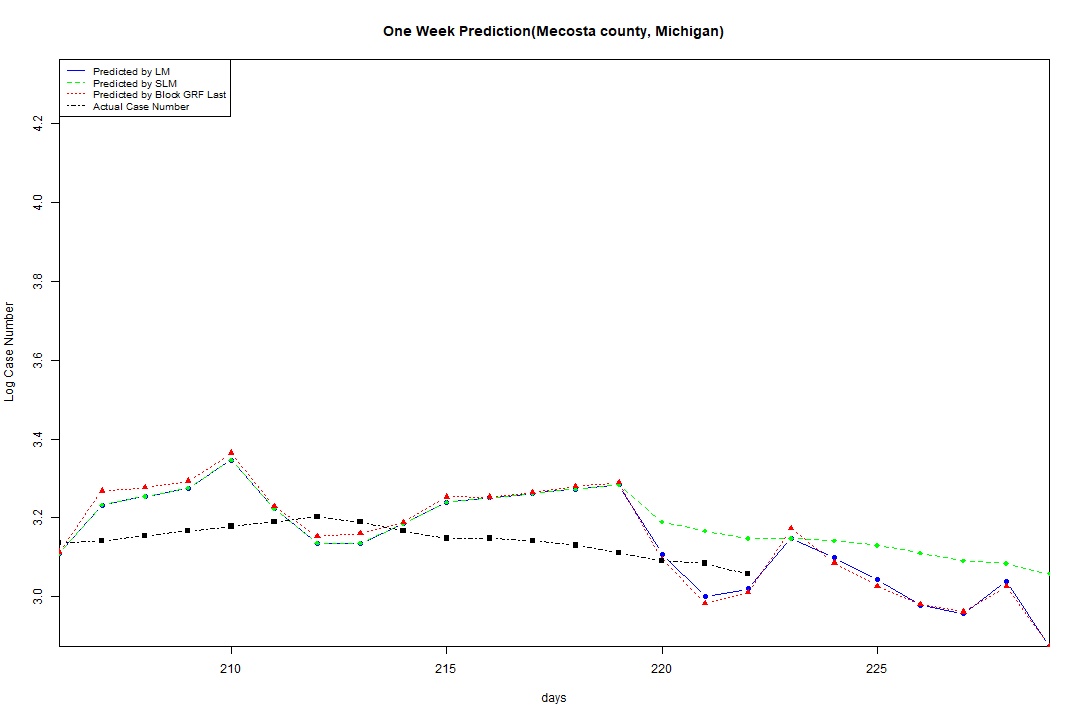 One Week Prediction(Mecosta county, Michigan)
Predicted by LM
Predicted by SLM
Predicted by Block GRF Last
Actual Case Number
4.2
4.0
3.8
3.6
3.4
3.2
3.0
Log Case Number
210 215 220 225
days